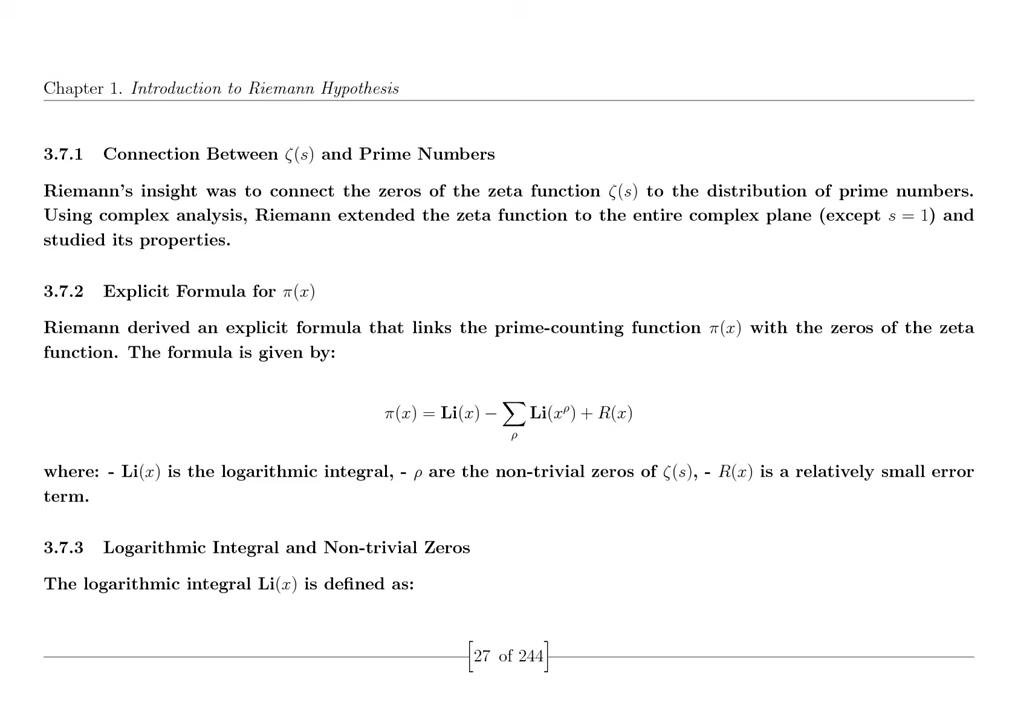 Chapter 1. Introduction to Riemann Hypothesis
3.7.1 Connection Between ζ(s) and Prime Numbers
Riemann's insight was to connect the zeros of the zeta function ζ(s) to the distribution of prime numbers.
Using complex analysis, Riemann extended the zeta function to the entire complex plane (except s = 1) and
studied its properties.
3.7.2 Explicit Formula for π(x)
Riemann derived an explicit formula that links the prime-counting function π(x) with the zeros of the zeta
function. The formula is given by:
π(x) = Li(x) − ∑ Li(x^ρ) + R(x)
ρ
where: - Li(x) is the logarithmic integral, - ρ are the non-trivial zeros of ζ(s), - R(x) is a relatively small error
term.
3.7.3 Logarithmic Integral and Non-trivial Zeros
The logarithmic integral Li(x) is defined as:
[27 of 244]